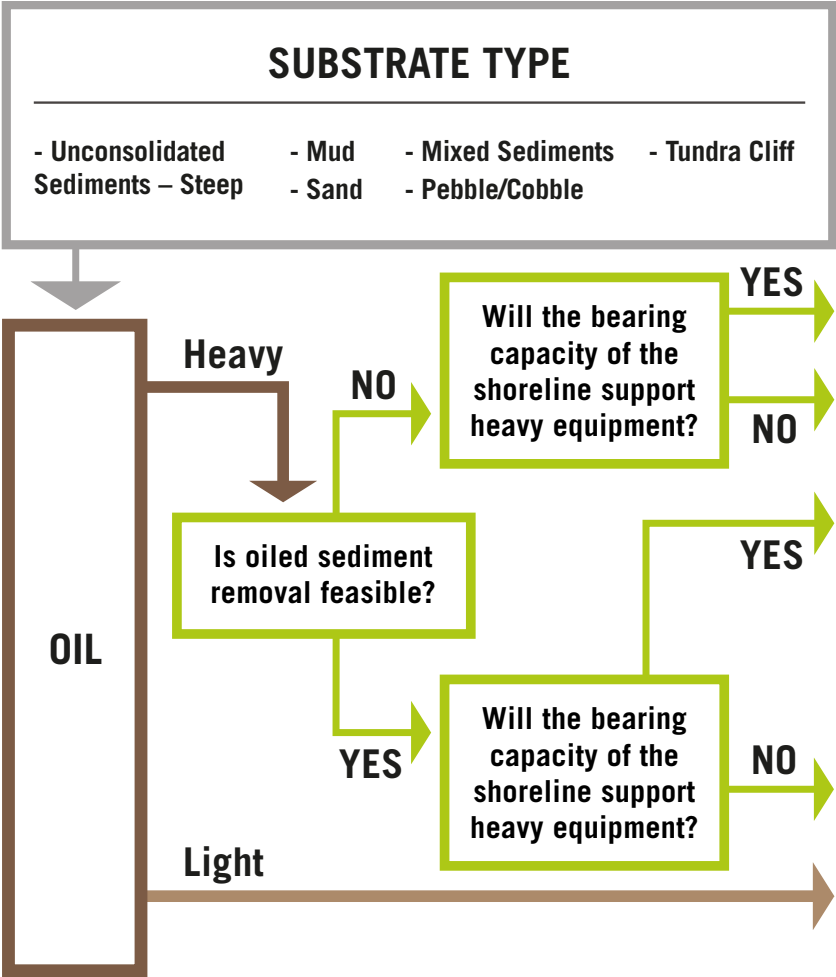 SUBSTRATE TYPE
- Unconsolidated
Sediments – Steep
- Mud
- Sand
- Mixed Sediments
- Pebble/Cobble
- Tundra Cliff
OIL
Heavy
Is oiled sediment
removal feasible?
NO
Will the bearing
capacity of the
shoreline support
heavy equipment?
YES
NO
YES
Will the bearing
capacity of the
shoreline support
heavy equipment?
YES
NO
Light